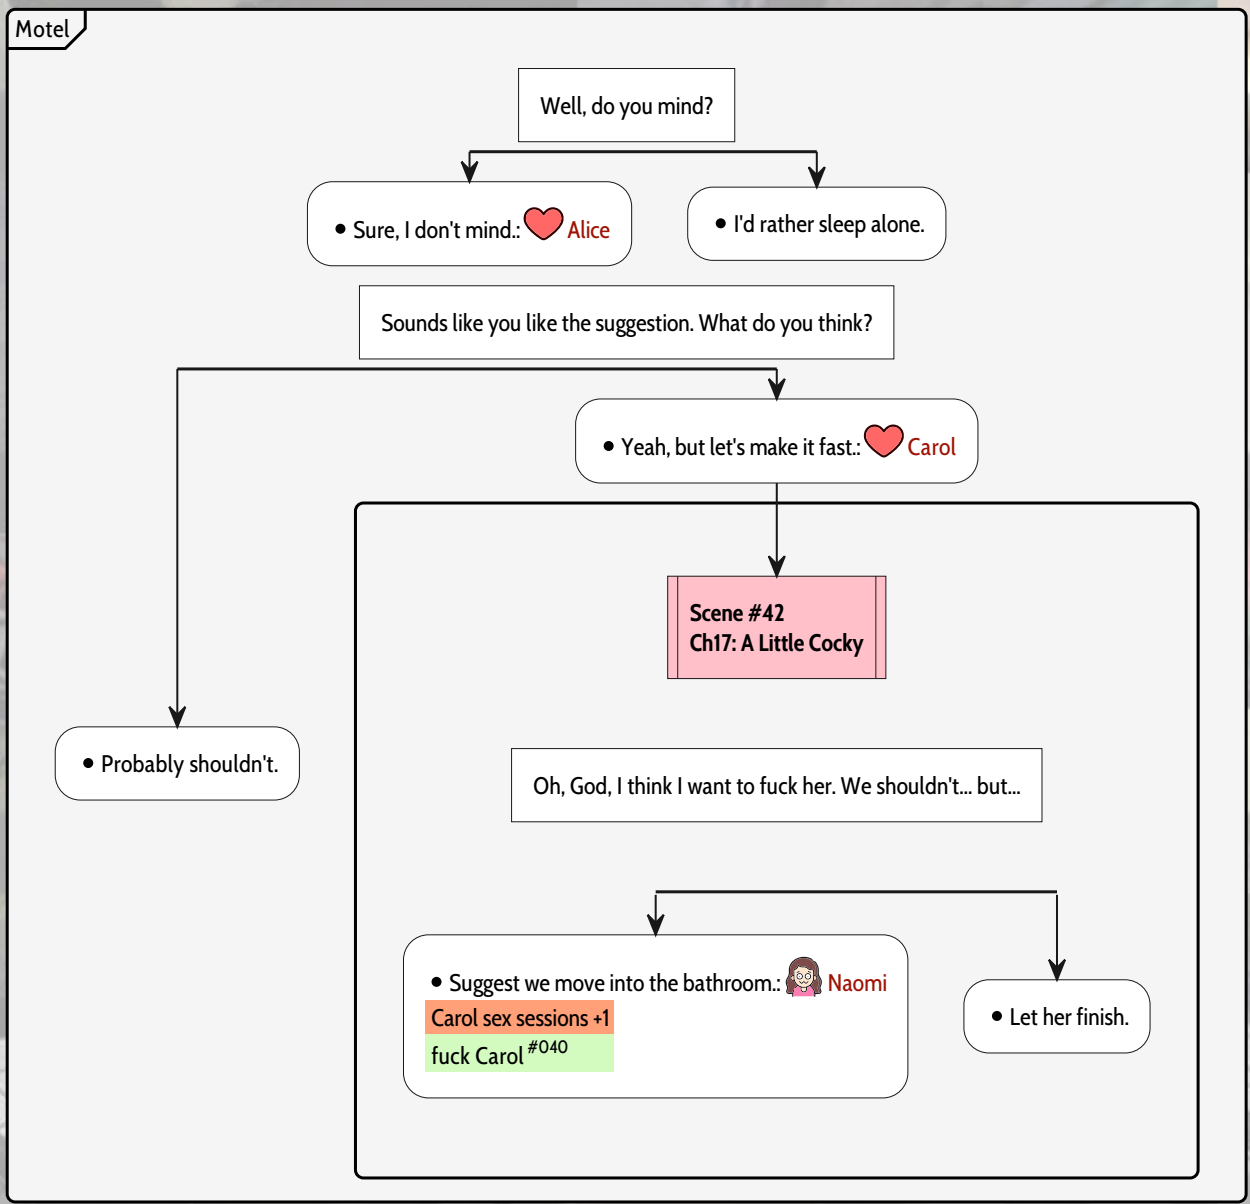 Motel
Well, do you mind?
• Sure, I don't mind.: Alice
• I'd rather sleep alone.
Sounds like you like the suggestion. What do you think?
• Yeah, but let's make it fast.: Carol
Scene #42
Ch17: A Little Cocky
• Probably shouldn't.
Oh, God, I think I want to fuck her. We shouldn't... but...
• Suggest we move into the bathroom.: Naomi
Carol sex sessions +1
fuck Carol #040
• Let her finish.